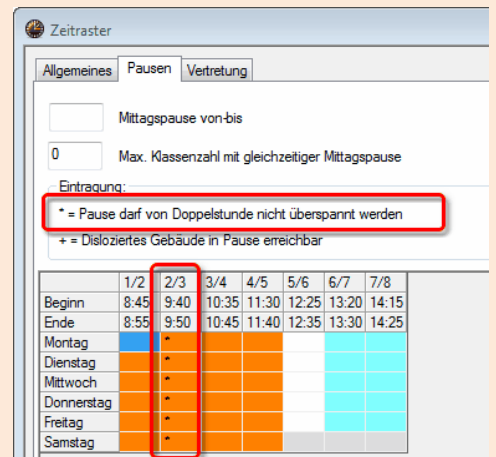 Zeitraster
Allgemeines Pausen Vertretung
Mittagspause von-bis
0 Max. Klassenzahl mit gleichzeitiger Mittagspause
Eintragung:
* = Pause darf von Doppelstunde nicht überspannt werden
+ = Disloziertes Gebäude in Pause erreichbar
1/2 2/3 3/4 4/5 5/6 6/7 7/8
Beginn 8:45 9:40 10:35 11:30 12:25 13:20 14:15
Ende 8:55 9:50 10:45 11:40 12:35 13:30 14:25
Montag *
Dienstag *
Mittwoch *
Donnerstag *
Freitag *
Samstag *